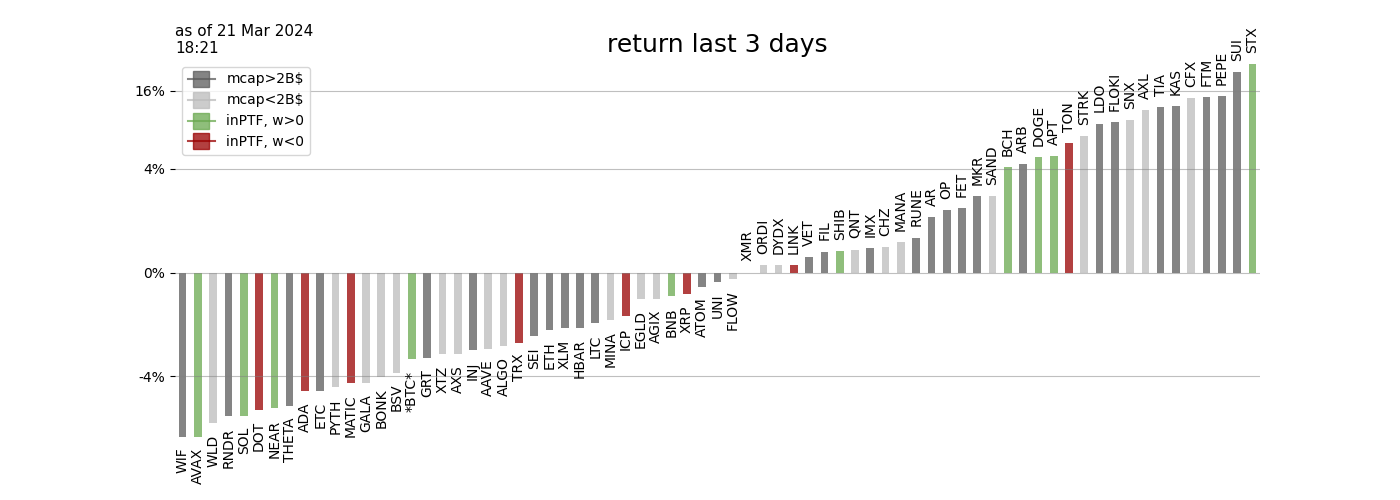 as of 21 Mar 2024
18:21
return last 3 days
mcap>2B$
mcap<2B$
inPTF, w>0
inPTF, w<0
16%
4%
0%
-4%
WIF
AVAX
WLD
RNDR
SOL
DOT
NEAR
THETA
ADA
ETC
PYTH
MATIC
GALA
BONK
BSV
*BTC*
GRT
XTZ
AXS
INJ
AAVE
ALGO
TRX
SEI
ETH
XLM
HBAR
LTC
MINA
ICP
EGLD
AGIX
BNB
XRP
ATOM
UNI
FLOW
XMR
ORDI
DYDX
LINK
VET
FIL
SHIB
QNT
IMX
CHZ
MANA
RUNE
AR
OP
FET
MKR
SAND
BCH
ARB
DOGE
APT
TON
STRK
LDO
FLOKI
SNX
AXL
TIA
KAS
CFX
FTM
PEPE
SUI
STX